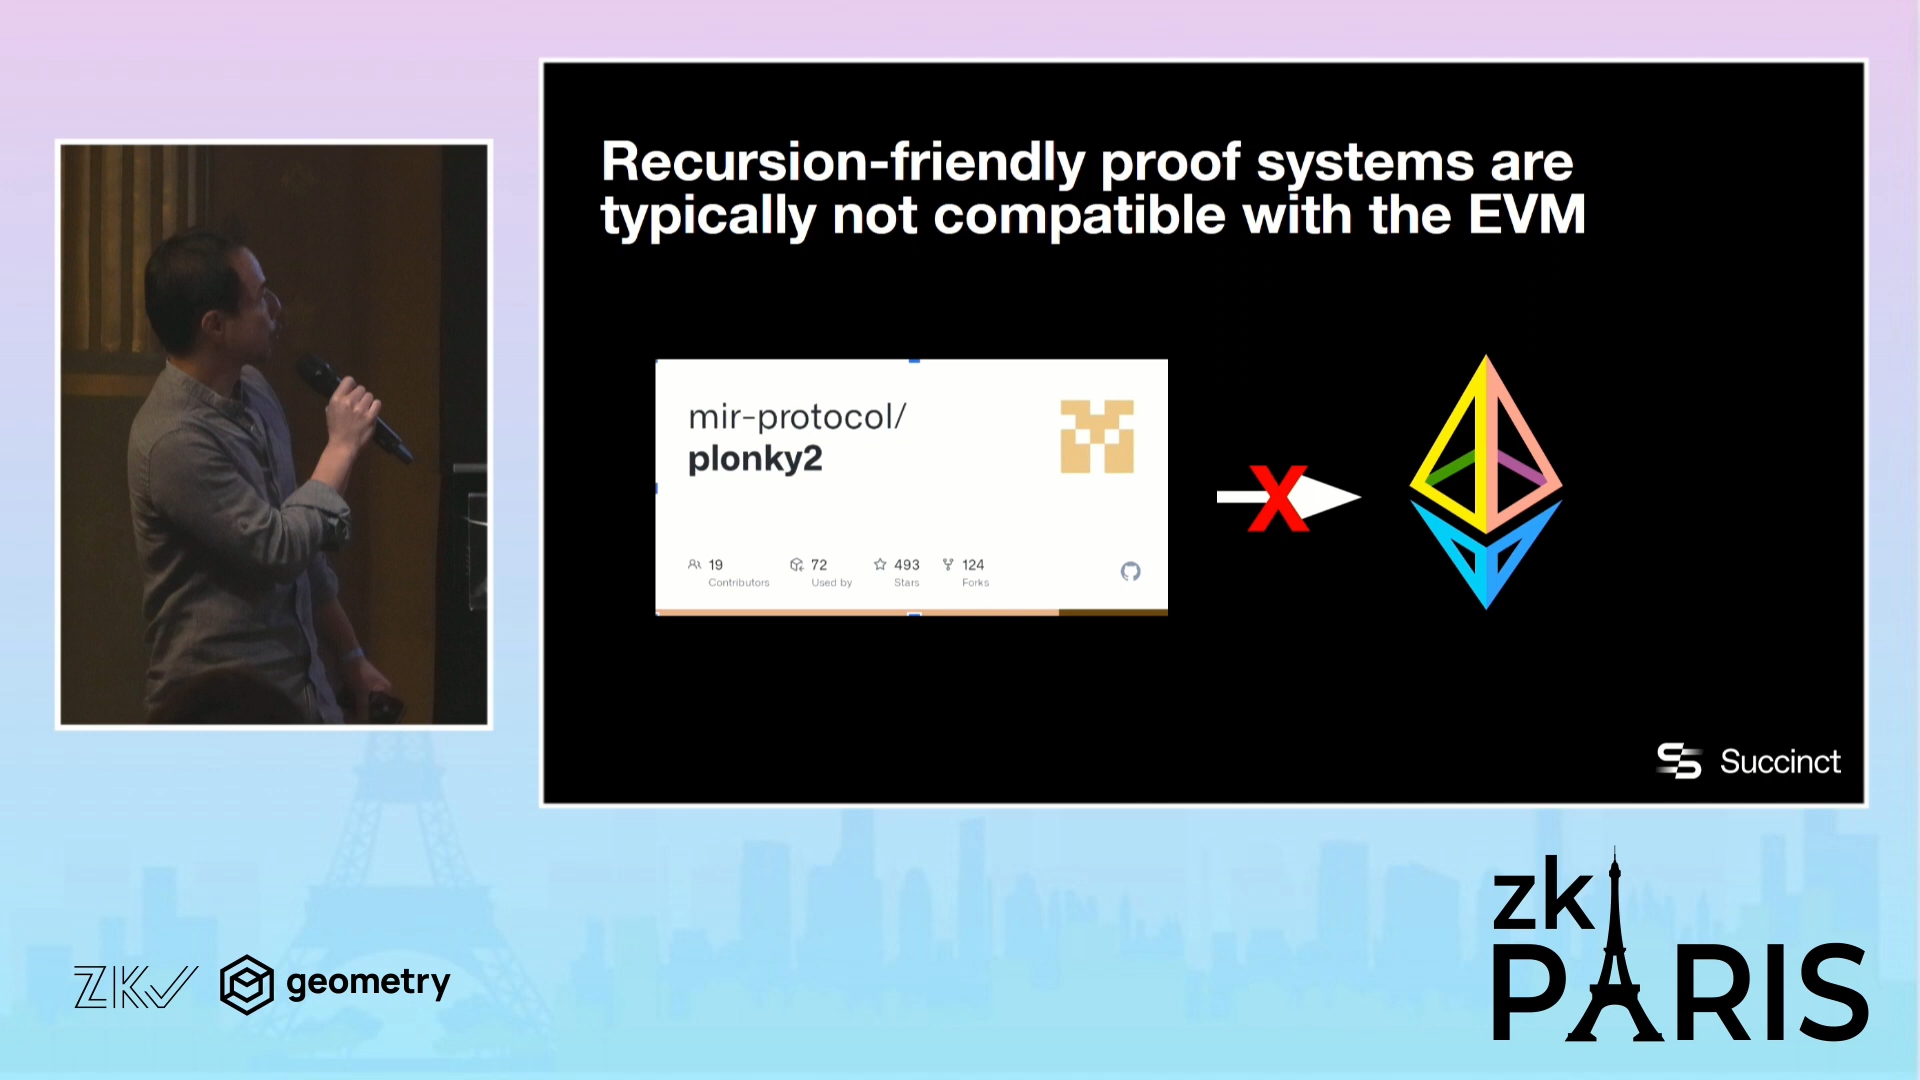 Recursion-friendly proof systems are
typically not compatible with the EVM
mir-protocol/
plonky2
19
Contributors
72
Used by
493
Stars
124
Forks
X
Succinct
ZKV
geometry
zk
PARIS